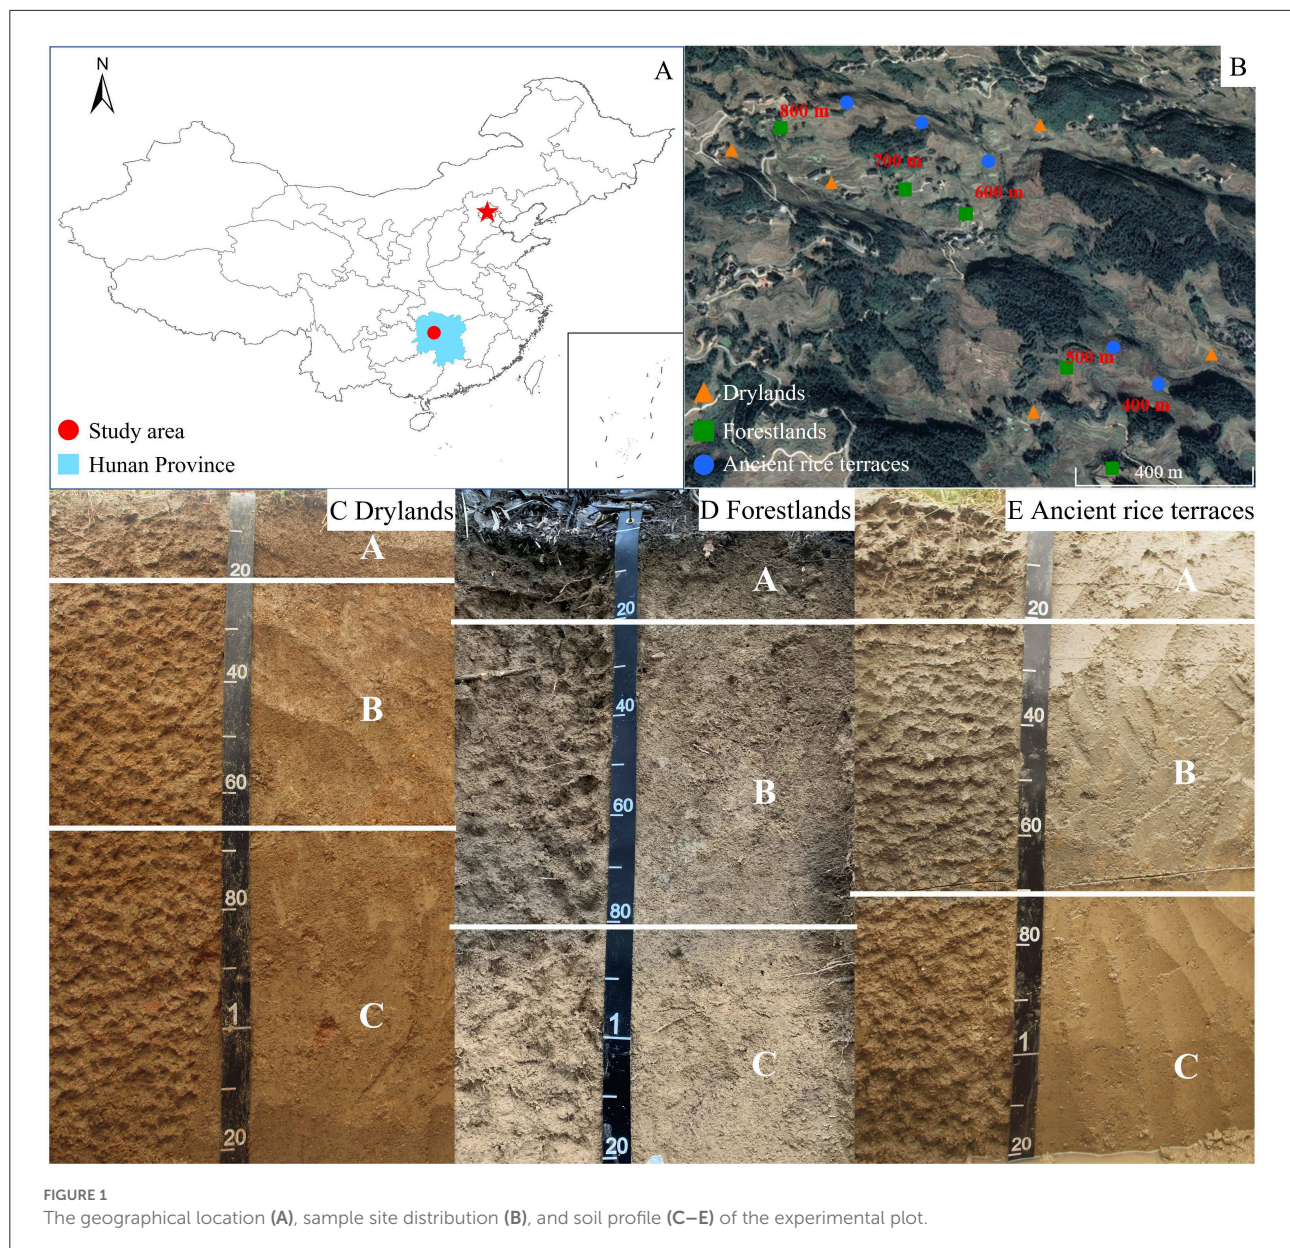 N
A
Study area
Hunan Province
B
800 m
700 m
600 m
500 m
400 m
Drylands
Forestlands
Ancient rice terraces
400 m
C Drylands
A
20
40
B
60
80
1
C
20
D Forestlands
A
20
40
B
60
80
1
C
20
E Ancient rice terraces
A
20
40
B
60
80
1
C
20
FIGURE 1
The geographical location (A), sample site distribution (B), and soil profile (C–E) of the experimental plot.